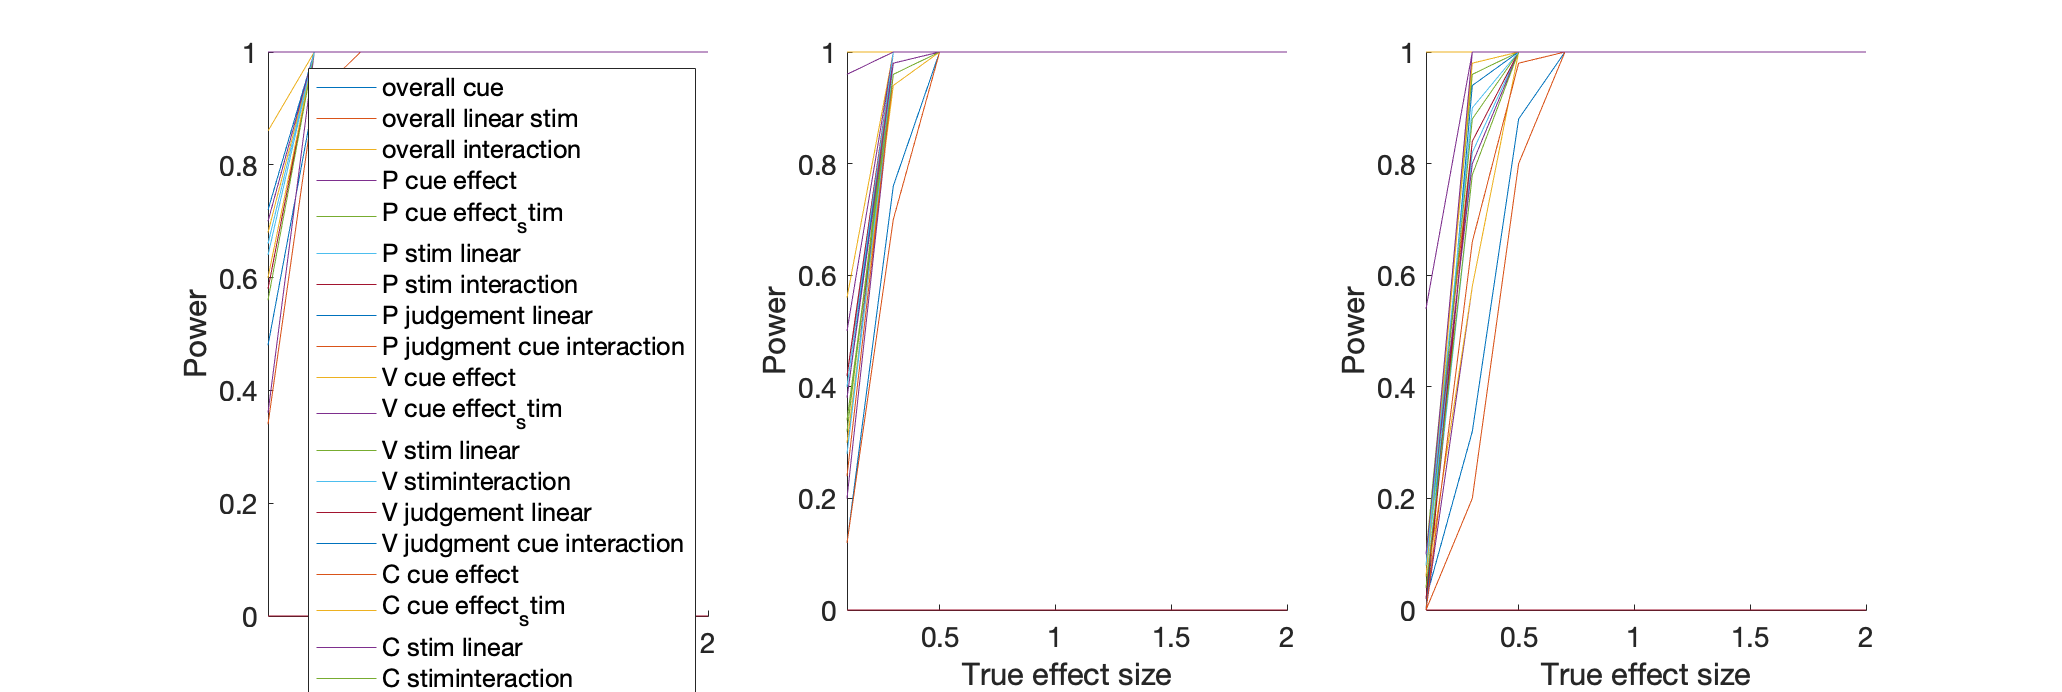 1
0.8
0.6
0.4
0.2
0
Power
2
overall cue
overall linear stim
overall interaction
P cue effect
P cue effectstim
P stim linear
P stim interaction
P judgement linear
P judgment cue interaction
V cue effect
V cue effectstim
V stim linear
V stiminteraction
V judgement linear
V judgment cue interaction
C cue effect
C cue effectstim
C stim linear
C stiminteraction
1
0.8
0.6
0.4
0.2
0
Power
0.5 1 1.5 2
True effect size
1
0.8
0.6
0.4
0.2
0
Power
0.5 1 1.5 2
True effect size